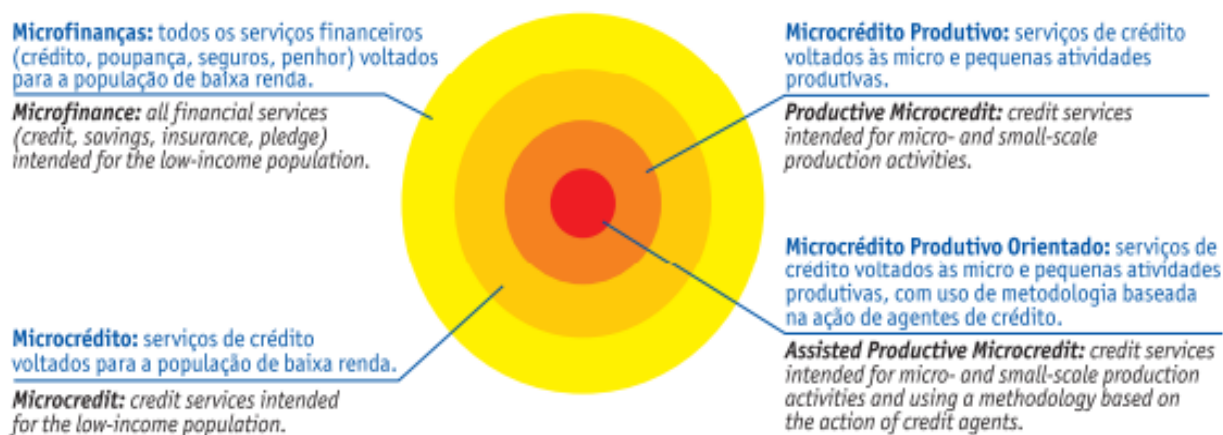 Microfinanças: todos os serviços financeiros
(crédito, poupança, seguros, penhor) voltados
para a população de baixa renda.
Microfinance: all financial services
(credit, savings, insurance, pledge)
intended for the low-income population.
Microcrédito: serviços de crédito
voltados para a população de baixa renda.
Microcredit: credit services intended
for the low-income population.
Microcrédito Produtivo: serviços de crédito
voltados às micro e pequenas atividades
produtivas.
Productive Microcredit: credit services
intended for micro- and small-scale
production activities.
Microcrédito Produtivo Orientado: serviços de
crédito voltados às micro e pequenas atividades
produtivas, com uso de metodologia baseada
na ação de agentes de crédito.
Assisted Productive Microcredit: credit services
intended for micro- and small-scale production
activities and using a methodology based on
the action of credit agents.